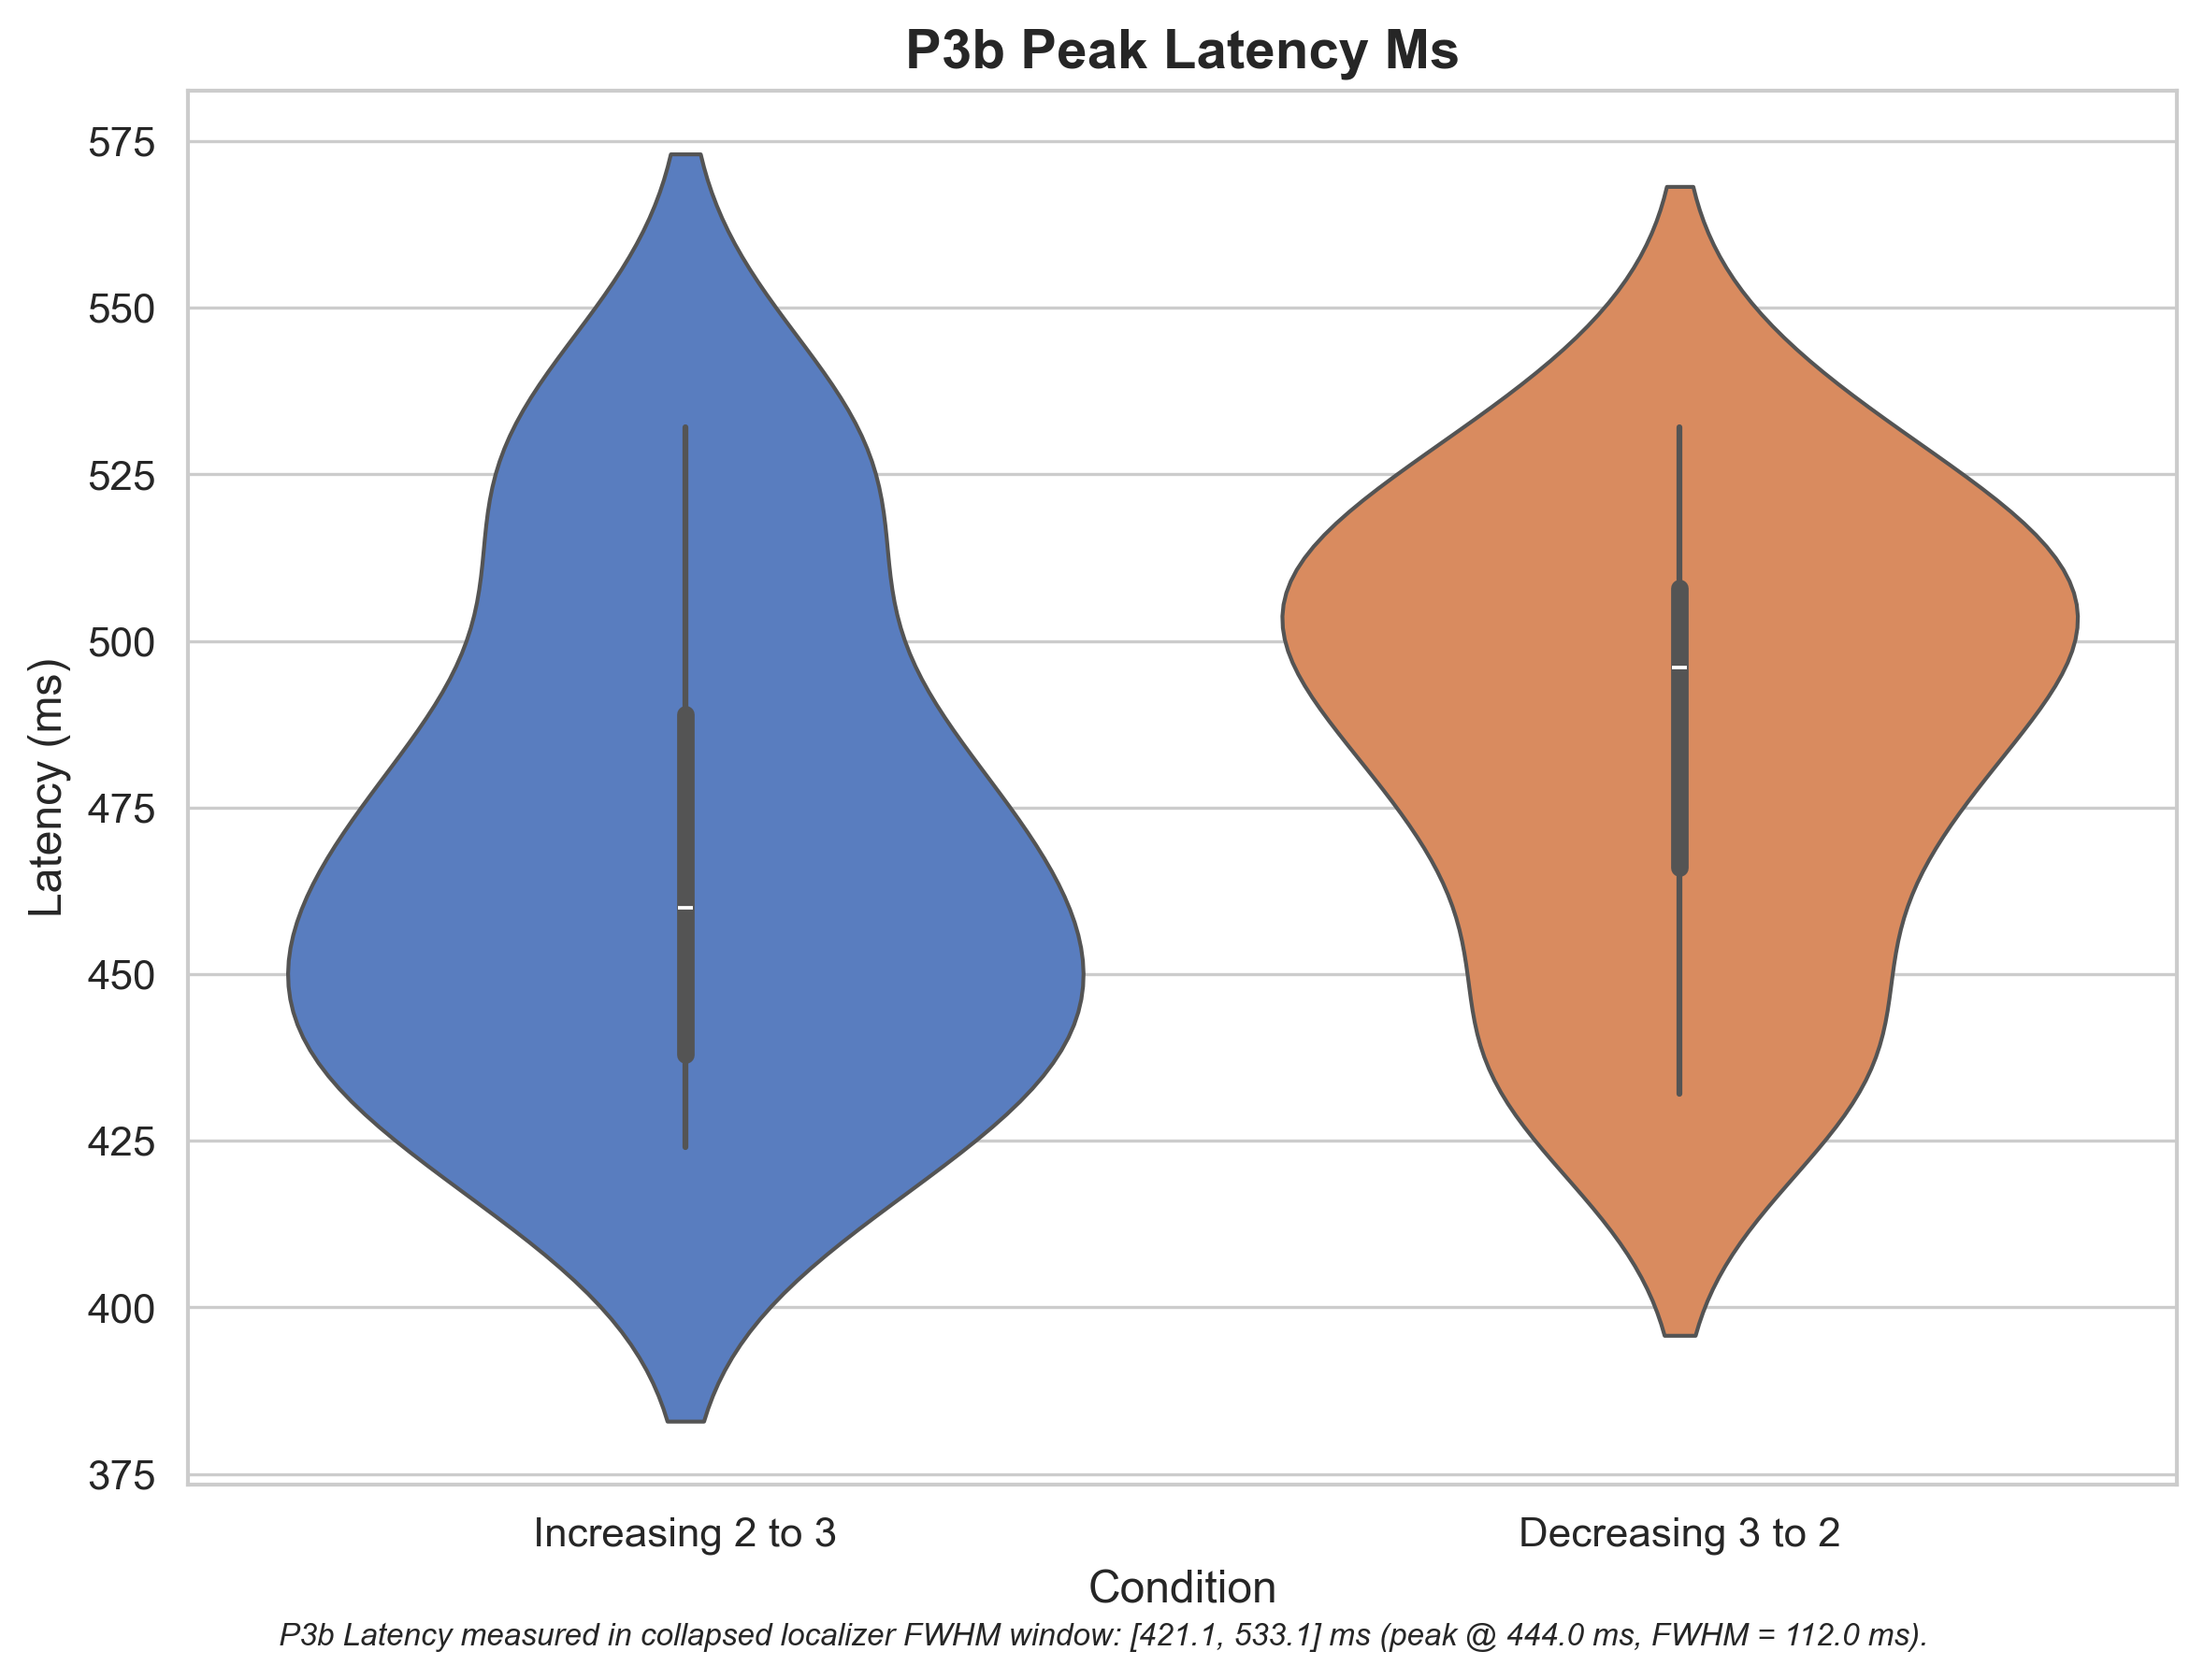 P3b Peak Latency Ms
575
550
525
500
475
450
425
400
375
Latency (ms)
Increasing 2 to 3
Decreasing 3 to 2
Condition
P3b Latency measured in collapsed localizer FWHM window: [421.1, 533.1] ms (peak @ 444.0 ms, FWHM = 112.0 ms).